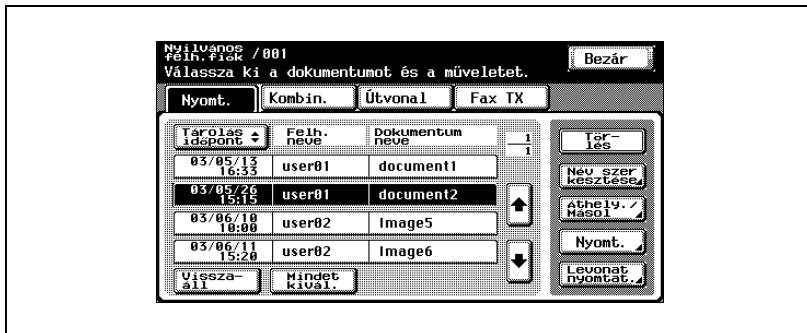 Nyilvános
felh.fiók /001
Válassza ki a dokumentumot és a műveletet.
Bezár
Nyomt. Kombin. Útvonal Fax TX
Tárolás
időpont
Felh.
neve
Dokumentum
neve
1
1
03/05/13
16:33
user01 document1
03/05/26
15:15
user01 document2
03/06/10
10:00
user02 Image5
03/06/11
15:20
user02 Image6
Vissza-
áll
Mindet
kivál.
Tör-
lés
Név szer
kesztése
Áthely./
Másol
Nyomt.
Levonat
nyomtat.